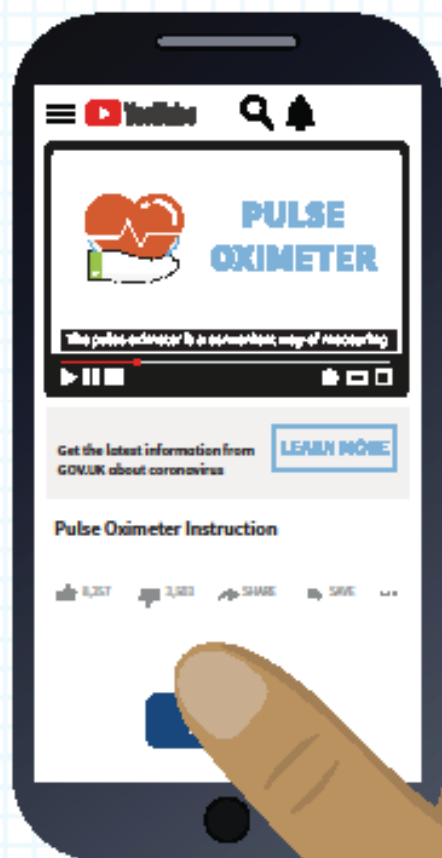 YouTube
PULSE
OXIMETER
The pulse oximeter is a convenient way of measuring
Get the latest information from
GOV.UK about coronavirus
LEARN MORE
Pulse Oximeter Instruction
SHARE
SAVE